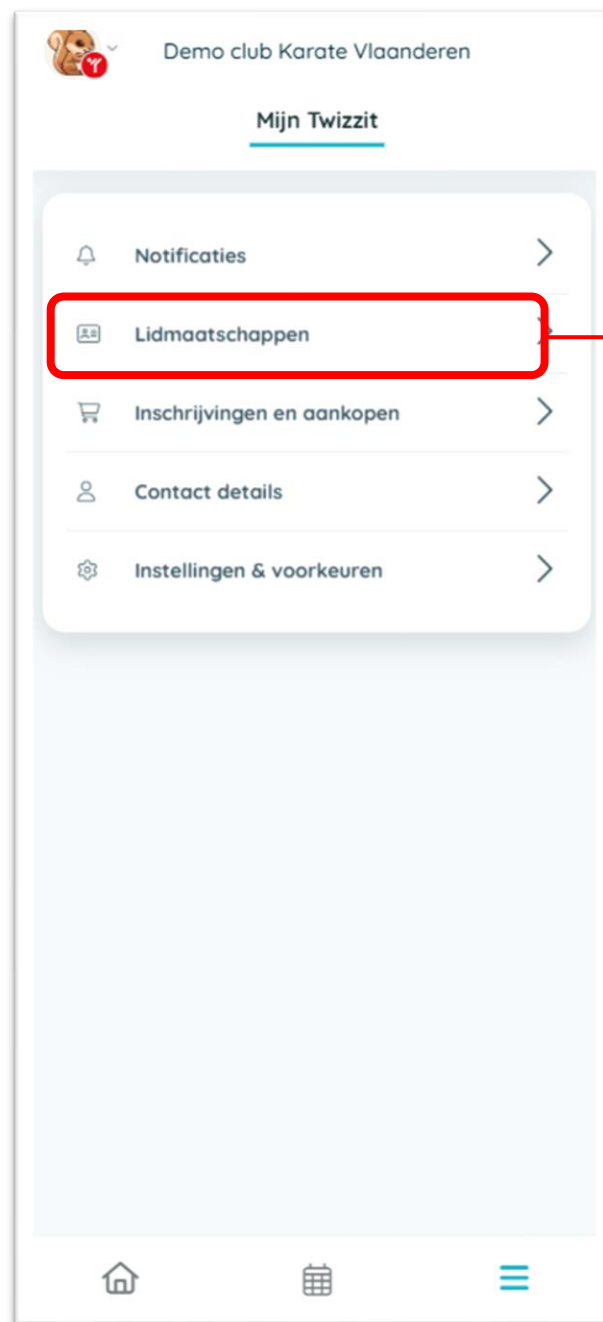 Demo club Karate Vlaanderen
Mijn Twizzit
Notificaties
Lidmaatschappen
Inschrijvingen en aankopen
Contact details
Instellingen & voorkeuren